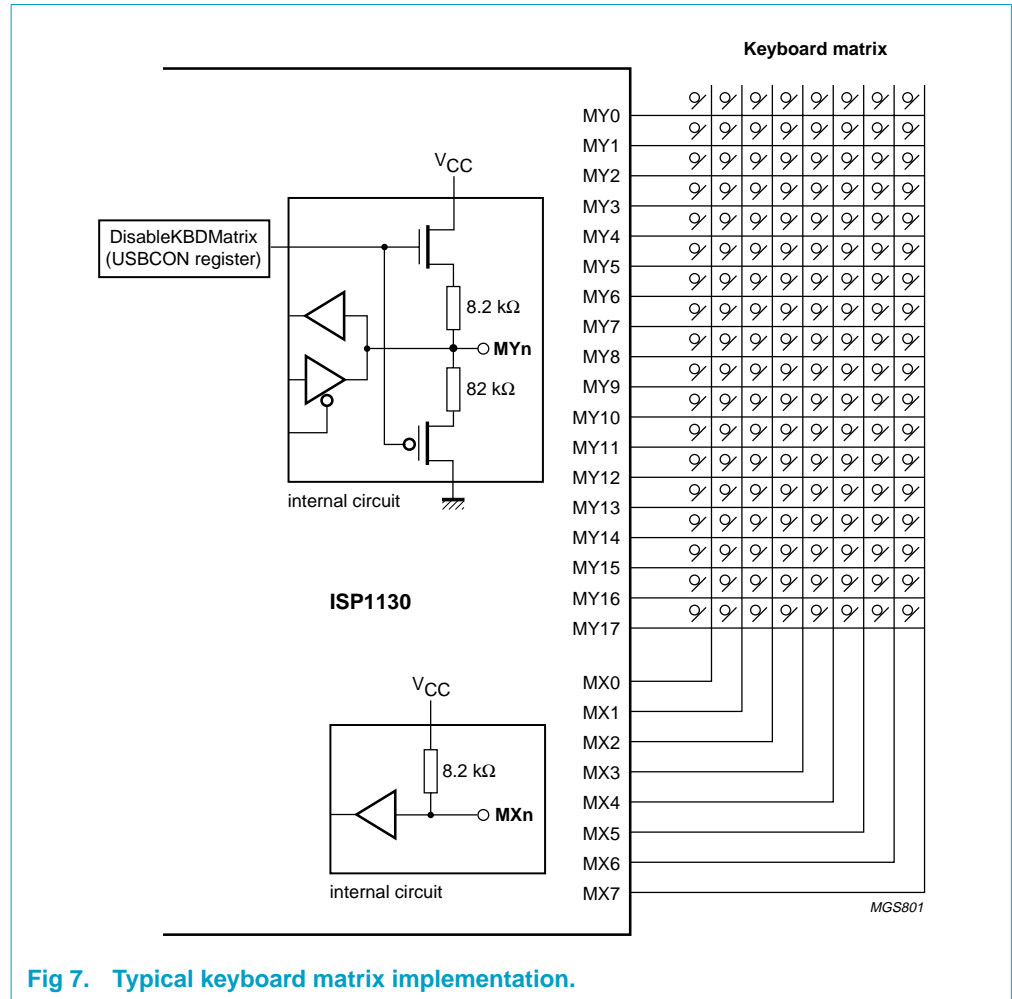 Keyboard matrix
MY0
MY1
VCC
MY2
MY3
DisableKBDMatrix
(USBCON register)
MY4
MY5
MY6
8.2 kΩ
MY7
MYn
MY8
82 kΩ
MY9
MY10
MY11
MY12
internal circuit
MY13
MY14
MY15
ISP1130
MY16
MY17
VCC
MX0
MX1
MX2
8.2 kΩ
MX3
MXn
MX4
MX5
MX6
internal circuit
MX7
MGS801
Fig 7. Typical keyboard matrix implementation.